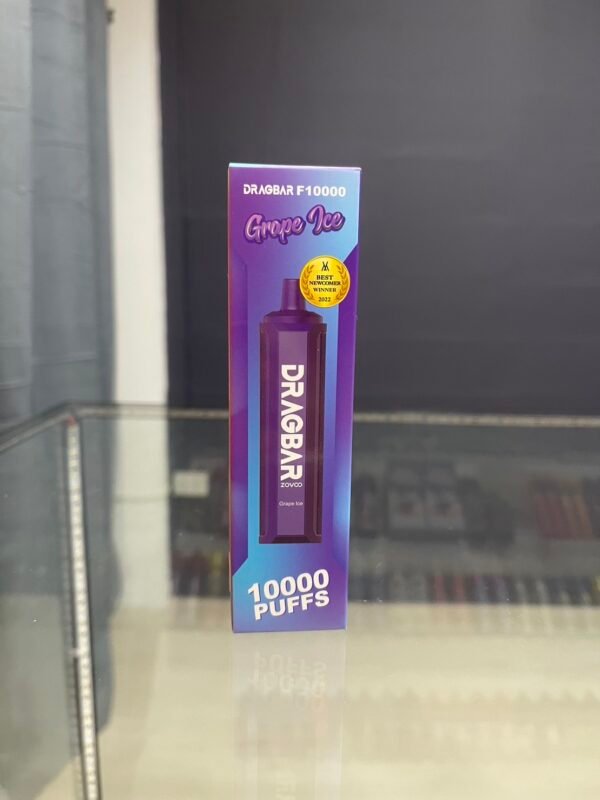 DRAGBAR F10000
Grape Ice
BEST
NEWCOMER
WINNER
2022
DRAGBAR
ZOVOO
Grape Ice
10000
PUFFS